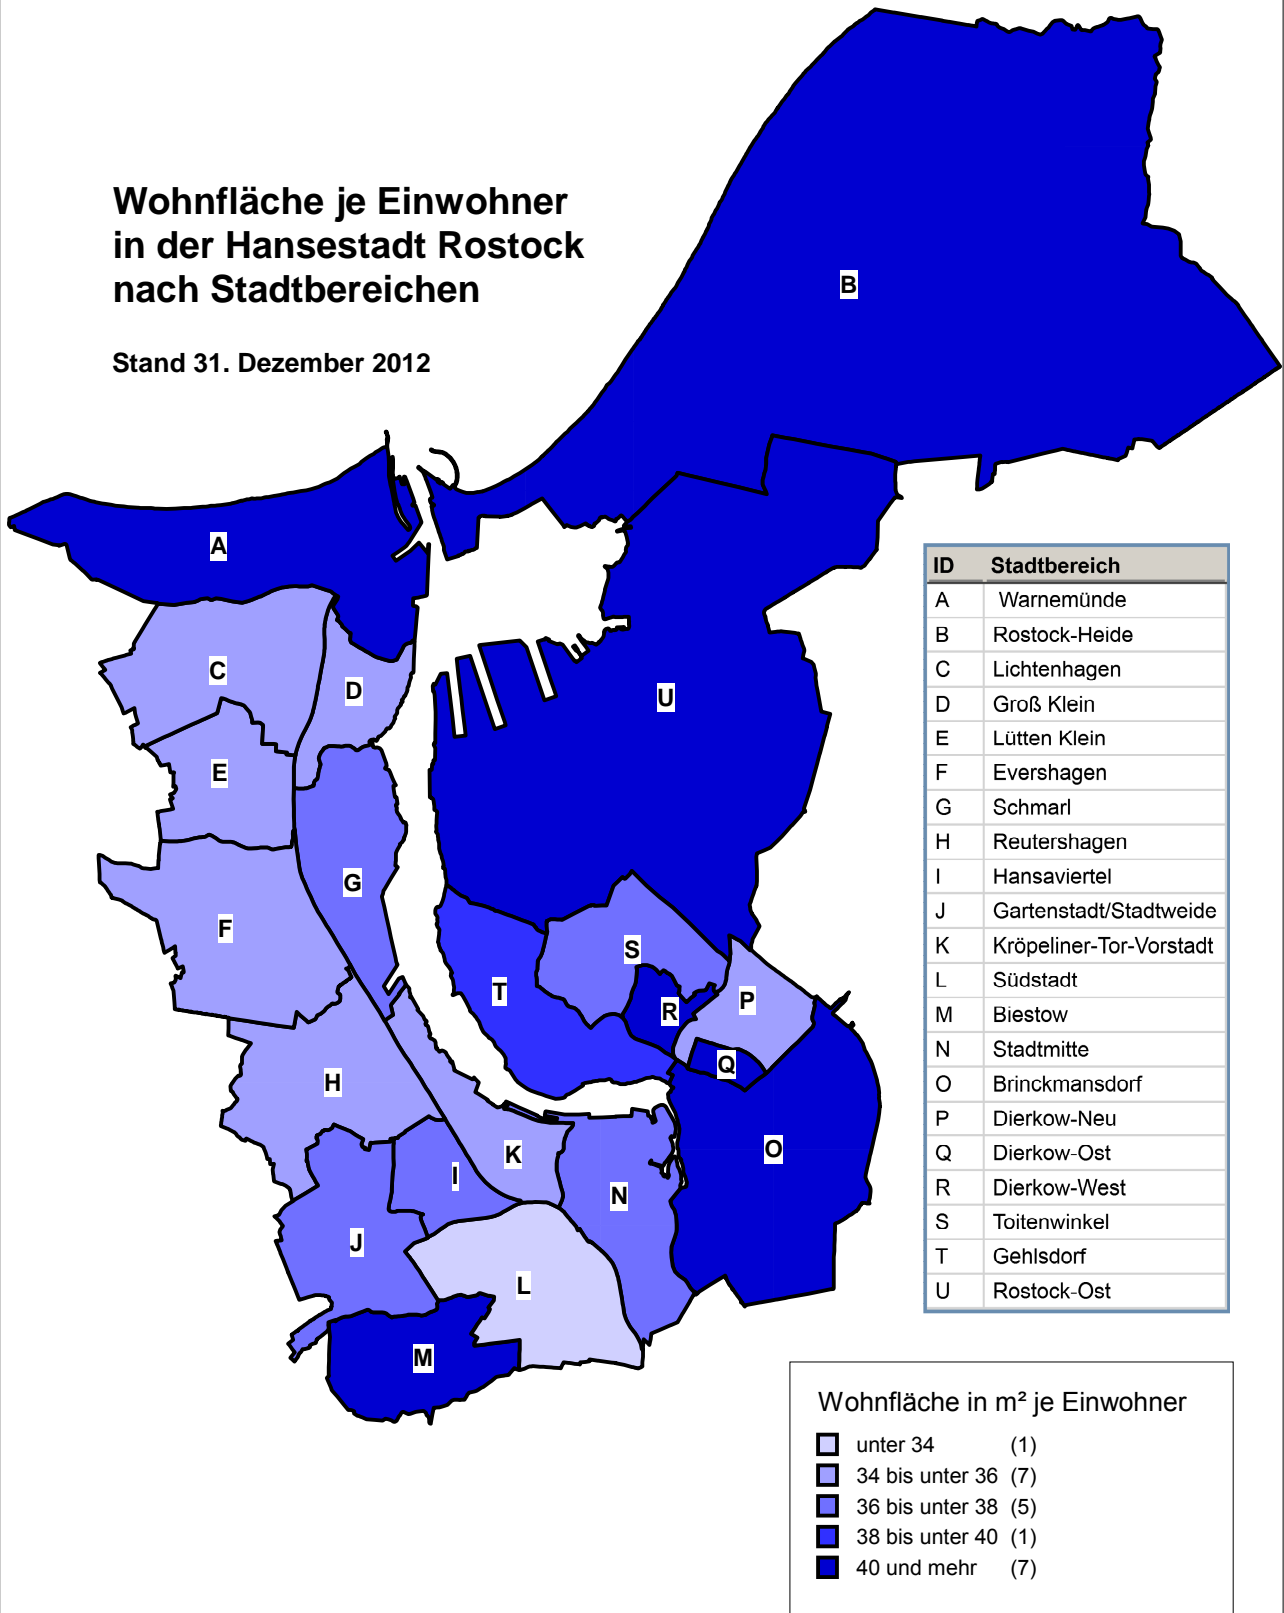 Wohnfläche je Einwohner
in der Hansestadt Rostock
nach Stadtbereichen
Stand 31. Dezember 2012
B
A
C
D
U
E
G
F
S
T
R
P
Q
H
K
I
O
N
J
L
M
ID Stadtbereich
A Warnemünde
B Rostock-Heide
C Lichtenhagen
D Groß Klein
E Lütten Klein
F Evershagen
G Schmarl
H Reutershagen
I Hansaviertel
J Gartenstadt/Stadtweide
K Kröpeliner-Tor-Vorstadt
L Südstadt
M Biestow
N Stadtmitte
O Brinckmansdorf
P Dierkow-Neu
Q Dierkow-Ost
R Dierkow-West
S Toitenwinkel
T Gehlsdorf
U Rostock-Ost
Wohnfläche in m² je Einwohner
unter 34 (1)
34 bis unter 36 (7)
36 bis unter 38 (5)
38 bis unter 40 (1)
40 und mehr (7)